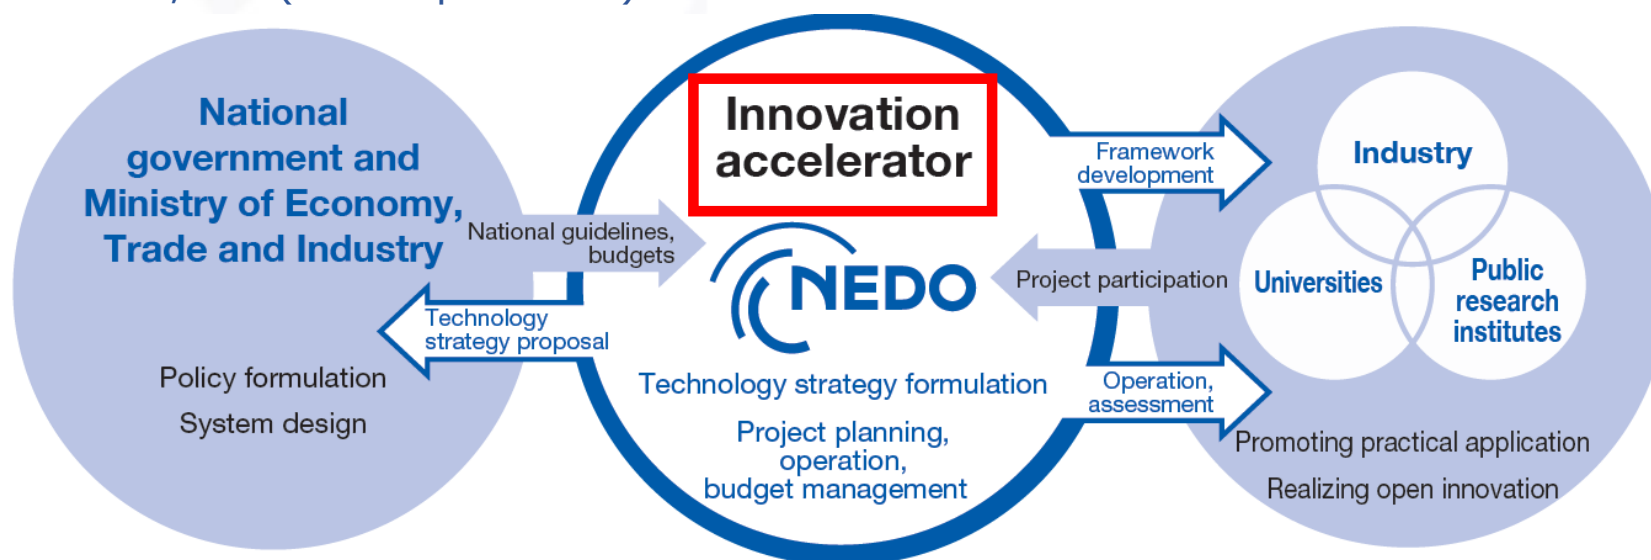 National
government and
Ministry of Economy,
Trade and Industry
Policy formulation
System design
National guidelines,
budgets
Technology
strategy proposal
Innovation
accelerator
NEDO
Technology strategy formulation
Project planning,
operation,
budget management
Framework
development
Project participation
Operation,
assessment
Industry
Universities
Public
research
institutes
Promoting practical application
Realizing open innovation